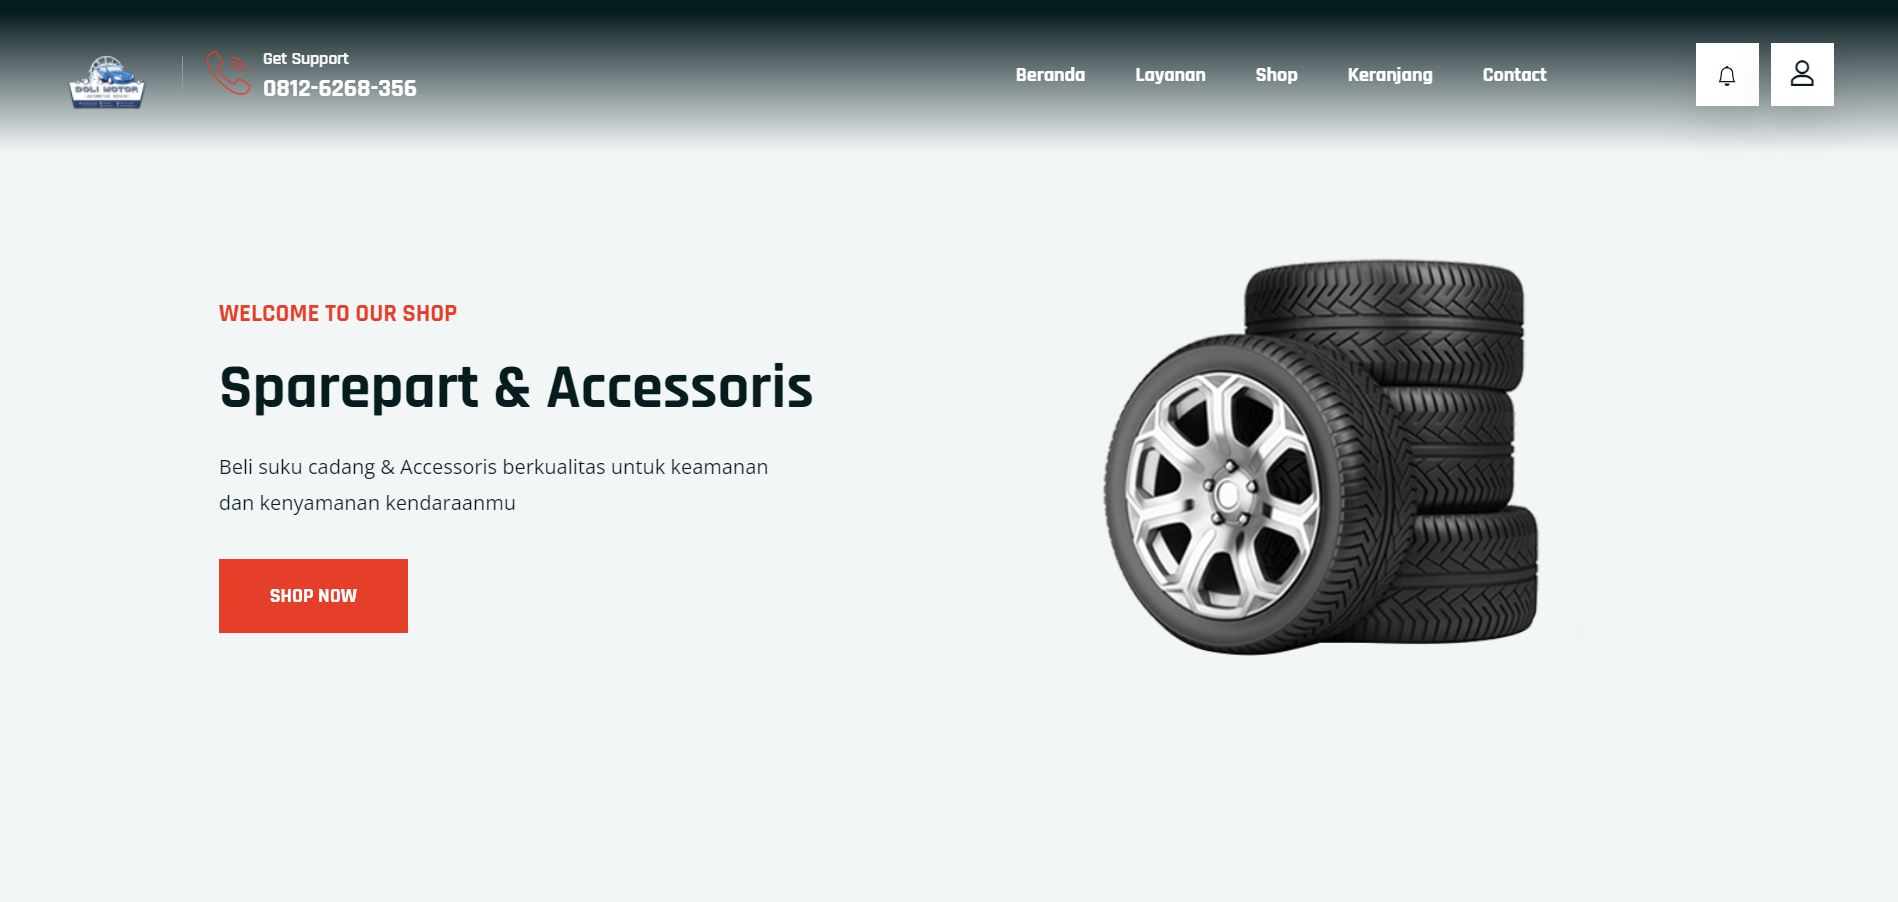 DOLI MOTOR
Get Support
0812-6268-356
Beranda
Layanan
Shop
Keranjang
Contact
WELCOME TO OUR SHOP
Sparepart & Accessoris
Beli suku cadang & Accessoris berkualitas untuk keamanan
dan kenyamanan kendaraanmu
SHOP NOW